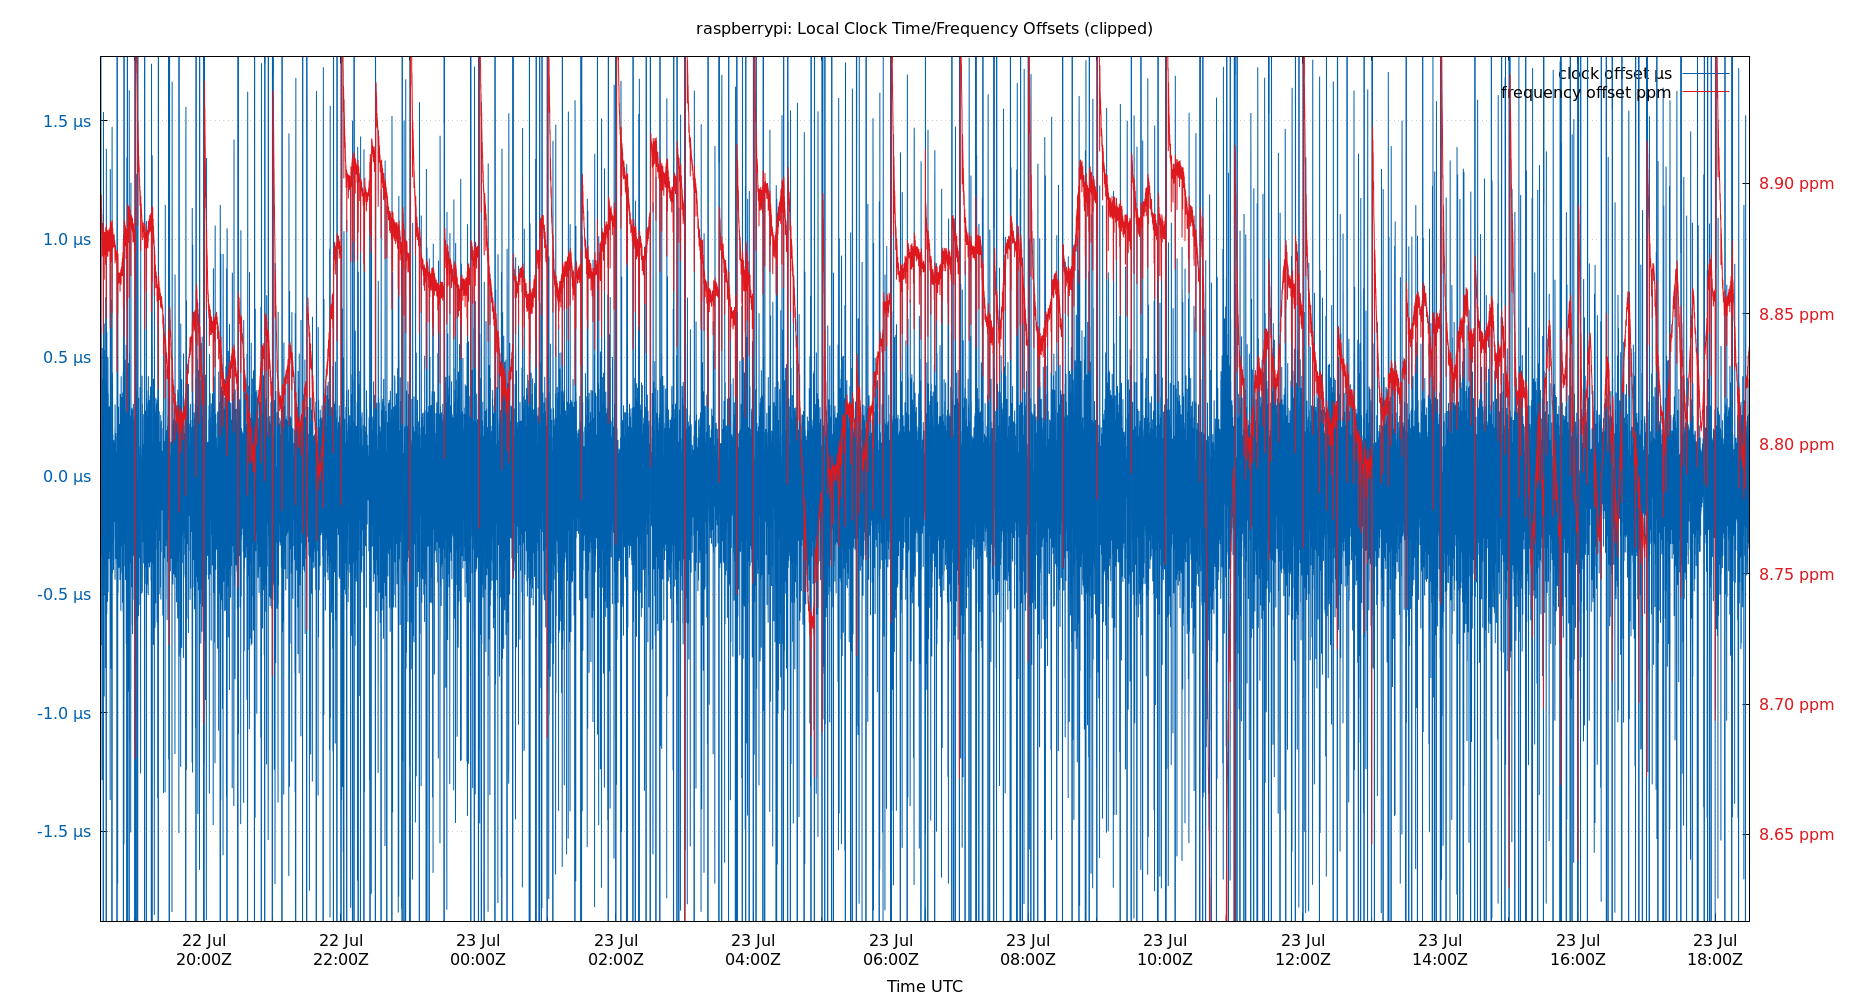 raspberrypi: Local Clock Time/Frequency Offsets (clipped)
clock offset µs
frequency offset ppm
1.5 µs
1.0 µs
0.5 µs
0.0 µs
-0.5 µs
-1.0 µs
-1.5 µs
8.90 ppm
8.85 ppm
8.80 ppm
8.75 ppm
8.70 ppm
8.65 ppm
22 Jul 22 Jul 23 Jul 23 Jul 23 Jul 23 Jul 23 Jul 23 Jul 23 Jul 23 Jul 23 Jul 23 Jul
20:00Z 22:00Z 00:00Z 02:00Z 04:00Z 06:00Z 08:00Z 10:00Z 12:00Z 14:00Z 16:00Z 18:00Z
Time UTC